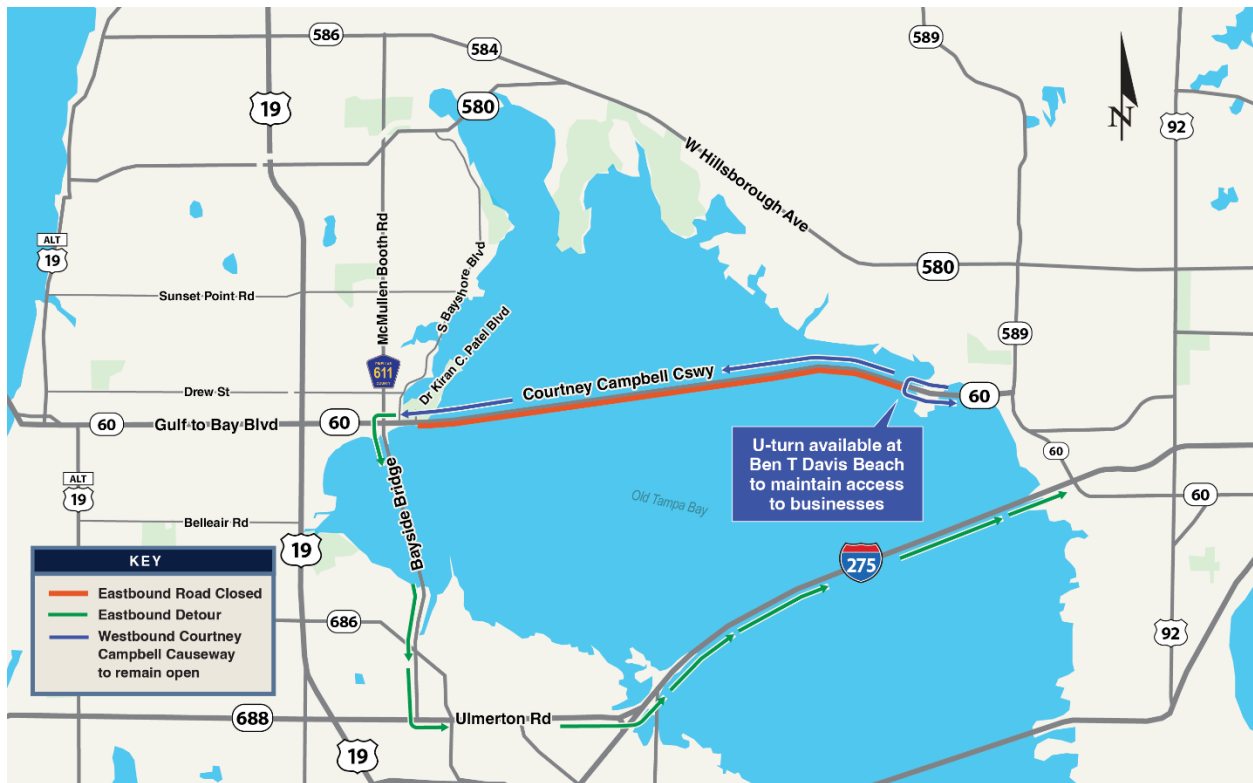 586
584
589
19
580
92
N
W Hillsborough Ave
McMullen Booth Rd
S Bayshore Blvd
ALT
19
580
Sunset Point Rd
Dr Kiran C. Patel Blvd
589
PINELLAS
611
COUNTY
Courtney Campbell Cswy
Drew St
60
60
Gulf to Bay Blvd
60
U-turn available at
Ben T Davis Beach
to maintain access
to businesses
60
ALT
19
Bayside Bridge
Old Tampa Bay
60
Belleair Rd
19
275
KEY
Eastbound Road Closed
Eastbound Detour
Westbound Courtney
Campbell Causeway
to remain open
686
92
688
Ulmerton Rd
19